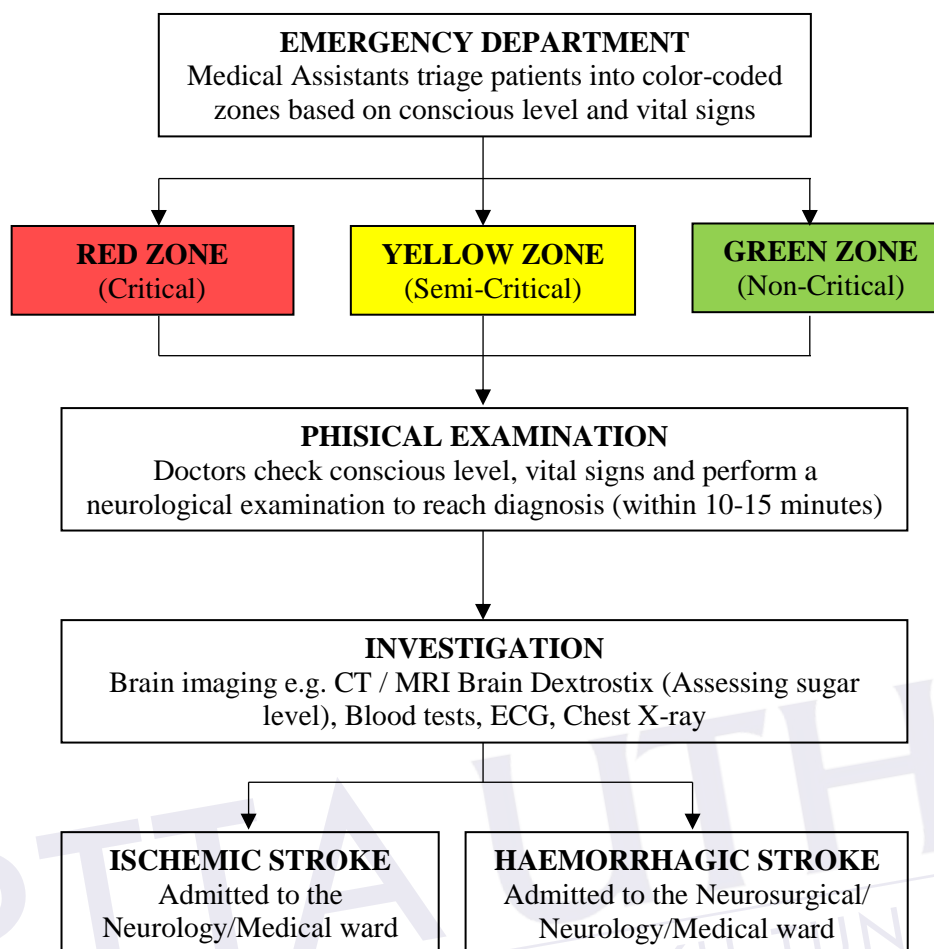 EMERGENCY DEPARTMENT
Medical Assistants triage patients into color-coded
zones based on conscious level and vital signs
RED ZONE
(Critical)
YELLOW ZONE
(Semi-Critical)
GREEN ZONE
(Non-Critical)
PHISICAL EXAMINATION
Doctors check conscious level, vital signs and perform a
neurological examination to reach diagnosis (within 10-15 minutes)
INVESTIGATION
Brain imaging e.g. CT / MRI Brain Dextrostix (Assessing sugar
level), Blood tests, ECG, Chest X-ray
ISCHEMIC STROKE
Admitted to the
Neurology/Medical ward
HAEMORRHAGIC STROKE
Admitted to the Neurosurgical/
Neurology/Medical ward
PTTA UTH